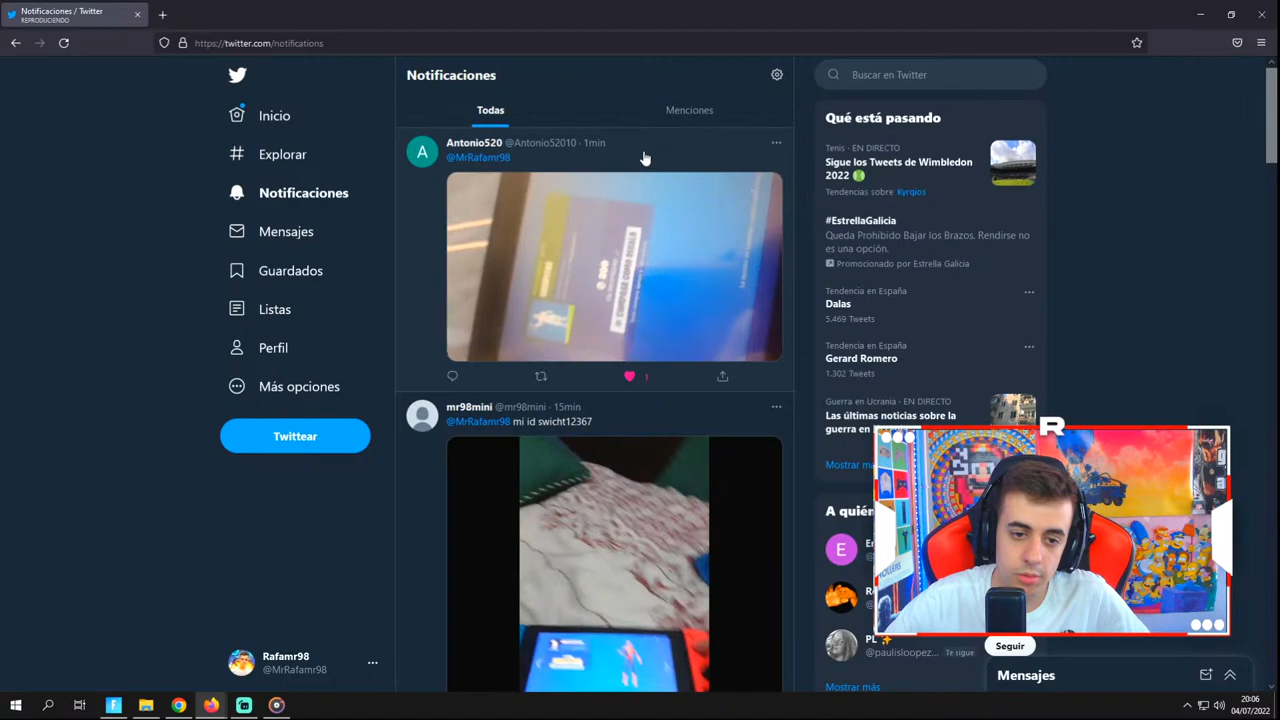 Notificaciones / Twitter
REPRODUCIENDO
https://twitter.com/notifications
Inicio
Explorar
Notificaciones
Mensajes
Guardados
Listas
Perfil
Más opciones
Twittear
Rafamr98
@MrRafamr98
Notificaciones
Todas
Menciones
Antonio520 @Antonio52010 · 1min
@MrRafamr98
200
1
mr98mini @mr98mini · 15min
@MrRafamr98 mi id swicht12367
Buscar en Twitter
Qué está pasando
Tenis · EN DIRECTO
Sigue los Tweets de Wimbledon
2022
Tendencias sobre Kyrgios
#EstrellaGalicia
Queda Prohibido Bajar los Brazos. Rendirse no
es una opción.
Promocionado por Estrella Galicia
Tendencia en España
Dalas
5.469 Tweets
Tendencia en España
Gerard Romero
1.302 Tweets
Guerra en Ucrania · EN DIRECTO
Las últimas noticias sobre la
guerra en
Mostrar
A
R
PL
@paulisloopez
Te sigue
Seguir
Mostrar más
Mensajes
20:06
04/07/2022